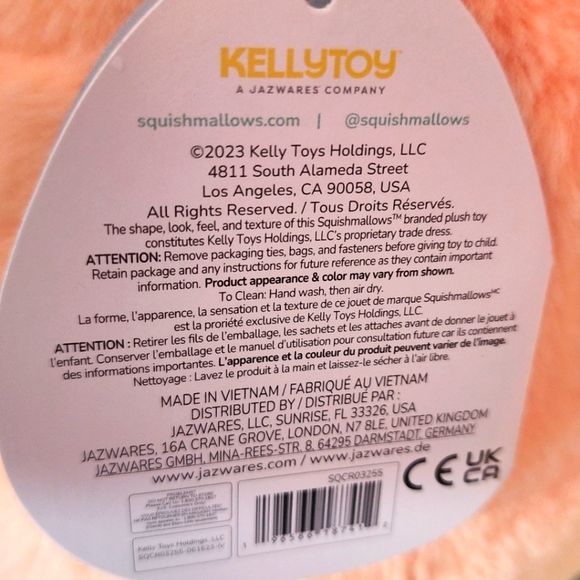 KELLYTOY
A JAZWARES COMPANY
squishmallows.com | @squishmallows
©2023 Kelly Toys Holdings, LLC
4811 South Alameda Street
Los Angeles, CA 90058, USA
All Rights Reserved. / Tous Droits Réservés.
The shape, look, feel, and texture of this Squishmallows™ branded plush toy
constitutes Kelly Toys Holdings, LLC's proprietary trade dress.
ATTENTION: Remove packaging ties, bags, and fasteners before giving toy to child.
Retain package and any instructions for future reference as they contain important
information. Product appearance & color may vary from shown.
To Clean: Hand wash, then air dry.
La forme, l'apparence, la sensation et la texture de ce jouet de marque Squishmallows MC
est la proriété exclusive de Kelly Toys Holdings, LLC.
ATTENTION : Retirer les fils de l'emballage, les sachets et les attaches avant de donner le jouet à
l'enfant. Conserver l'emballage et le manuel d'utilisation pour consultation future car ils contiennent
des informations importantes. L'apparence et la couleur du produit peuvent varier de l'image.
Nettoyage : Lavez le produit à la main et laissez-le sécher à l'air libre.
MADE IN VIETNAM / FABRIQUÉ AU VIETNAM
DISTRIBUTED BY / DISTRIBUÉ PAR :
JAZWARES, LLC, SUNRISE, FL 33326, USA
JAZWARES, 16A CRANE GROVE, LONDON, N7 8LE, UNITED KINGDOM
JAZWARES GMBH, MINA-REES-STR. 8, 64295 DARMSTADT, GERMANY
www.jazwares.com / www.jazwares.de
CE UK CA
SQCR03265
PROBLEMS?
DO NOT RETURN TO STORE
Kelly Toys Holdings, LLC